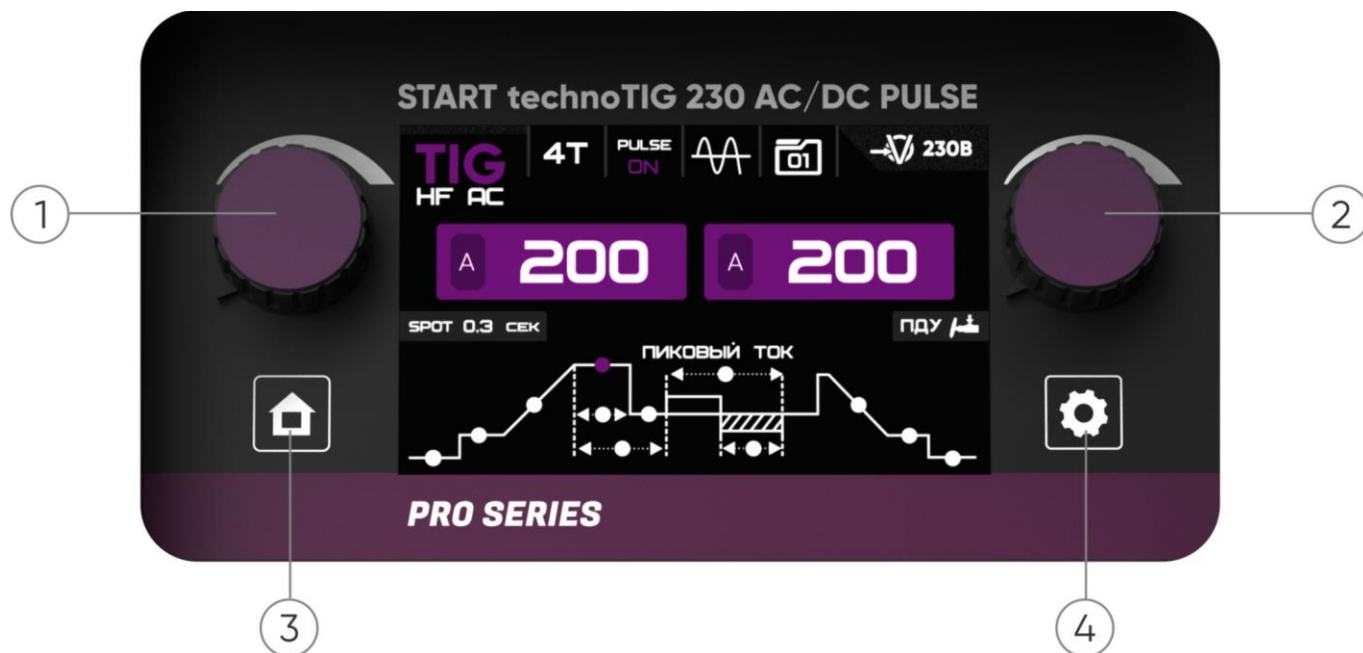 START technoTIG 230 AC/DC PULSE
TIG
HF AC
4T
PULSE
ON
01
230В
A 200
A 200
SPOT 0.3 СЕК
ПДУ
ПИКОВЫЙ ТОК
PRO SERIES
1
2
3
4